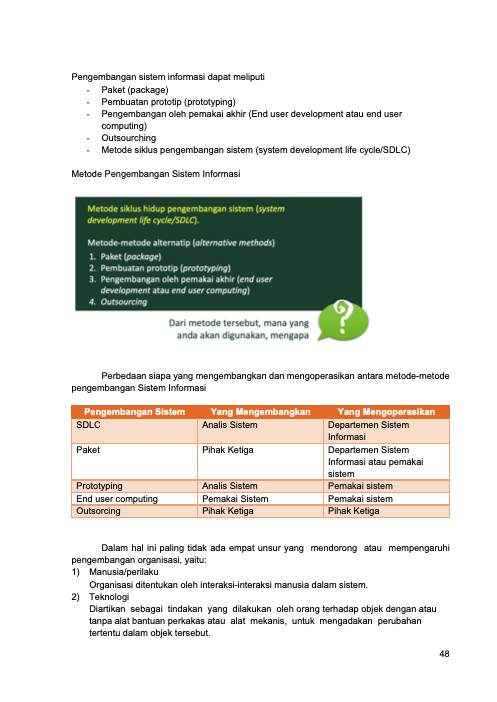 Pengembangan sistem informasi dapat meliputi
- Paket (package)
- Pembuatan prototip (prototyping)
- Pengembangan oleh pemakai akhir (End user development atau end user
computing)
- Outsourching
- Metode siklus pengembangan sistem (system development life cycle/SDLC)
Metode Pengembangan Sistem Informasi
Metode siklus hidup pengembangan sistem (system
development life cycle/SDLC).
Metode-metode alternatip (alternative methods)
1. Paket (package)
2. Pembuatan prototip (prototyping)
3. Pengembangan oleh pemakai akhir (end user
development atau end user computing)
4. Outsourcing
Dari metode tersebut, mana yang
anda akan digunakan, mengapa
?
Perbedaan siapa yang mengembangkan dan mengoperasikan antara metode-metode
pengembangan Sistem Informasi
Pengembangan Sistem Yang Mengembangkan Yang Mengoperasikan
SDLC Analis Sistem Departemen Sistem
Informasi
Paket Pihak Ketiga Departemen Sistem
Informasi atau pemakai
sistem
Prototyping Analis Sistem Pemakai sistem
End user computing Pemakai Sistem Pemakai sistem
Outsorcing Pihak Ketiga Pihak Ketiga
Dalam hal ini paling tidak ada empat unsur yang mendorong atau mempengaruhi
pengembangan organisasi, yaitu:
1) Manusia/perilaku
Organisasi ditentukan oleh interaksi-interaksi manusia dalam sistem.
2) Teknologi
Diartikan sebagai tindakan yang dilakukan oleh orang terhadap objek dengan atau
tanpa alat bantuan perkakas atau alat mekanis, untuk mengadakan perubahan
tertentu dalam objek tersebut.
48